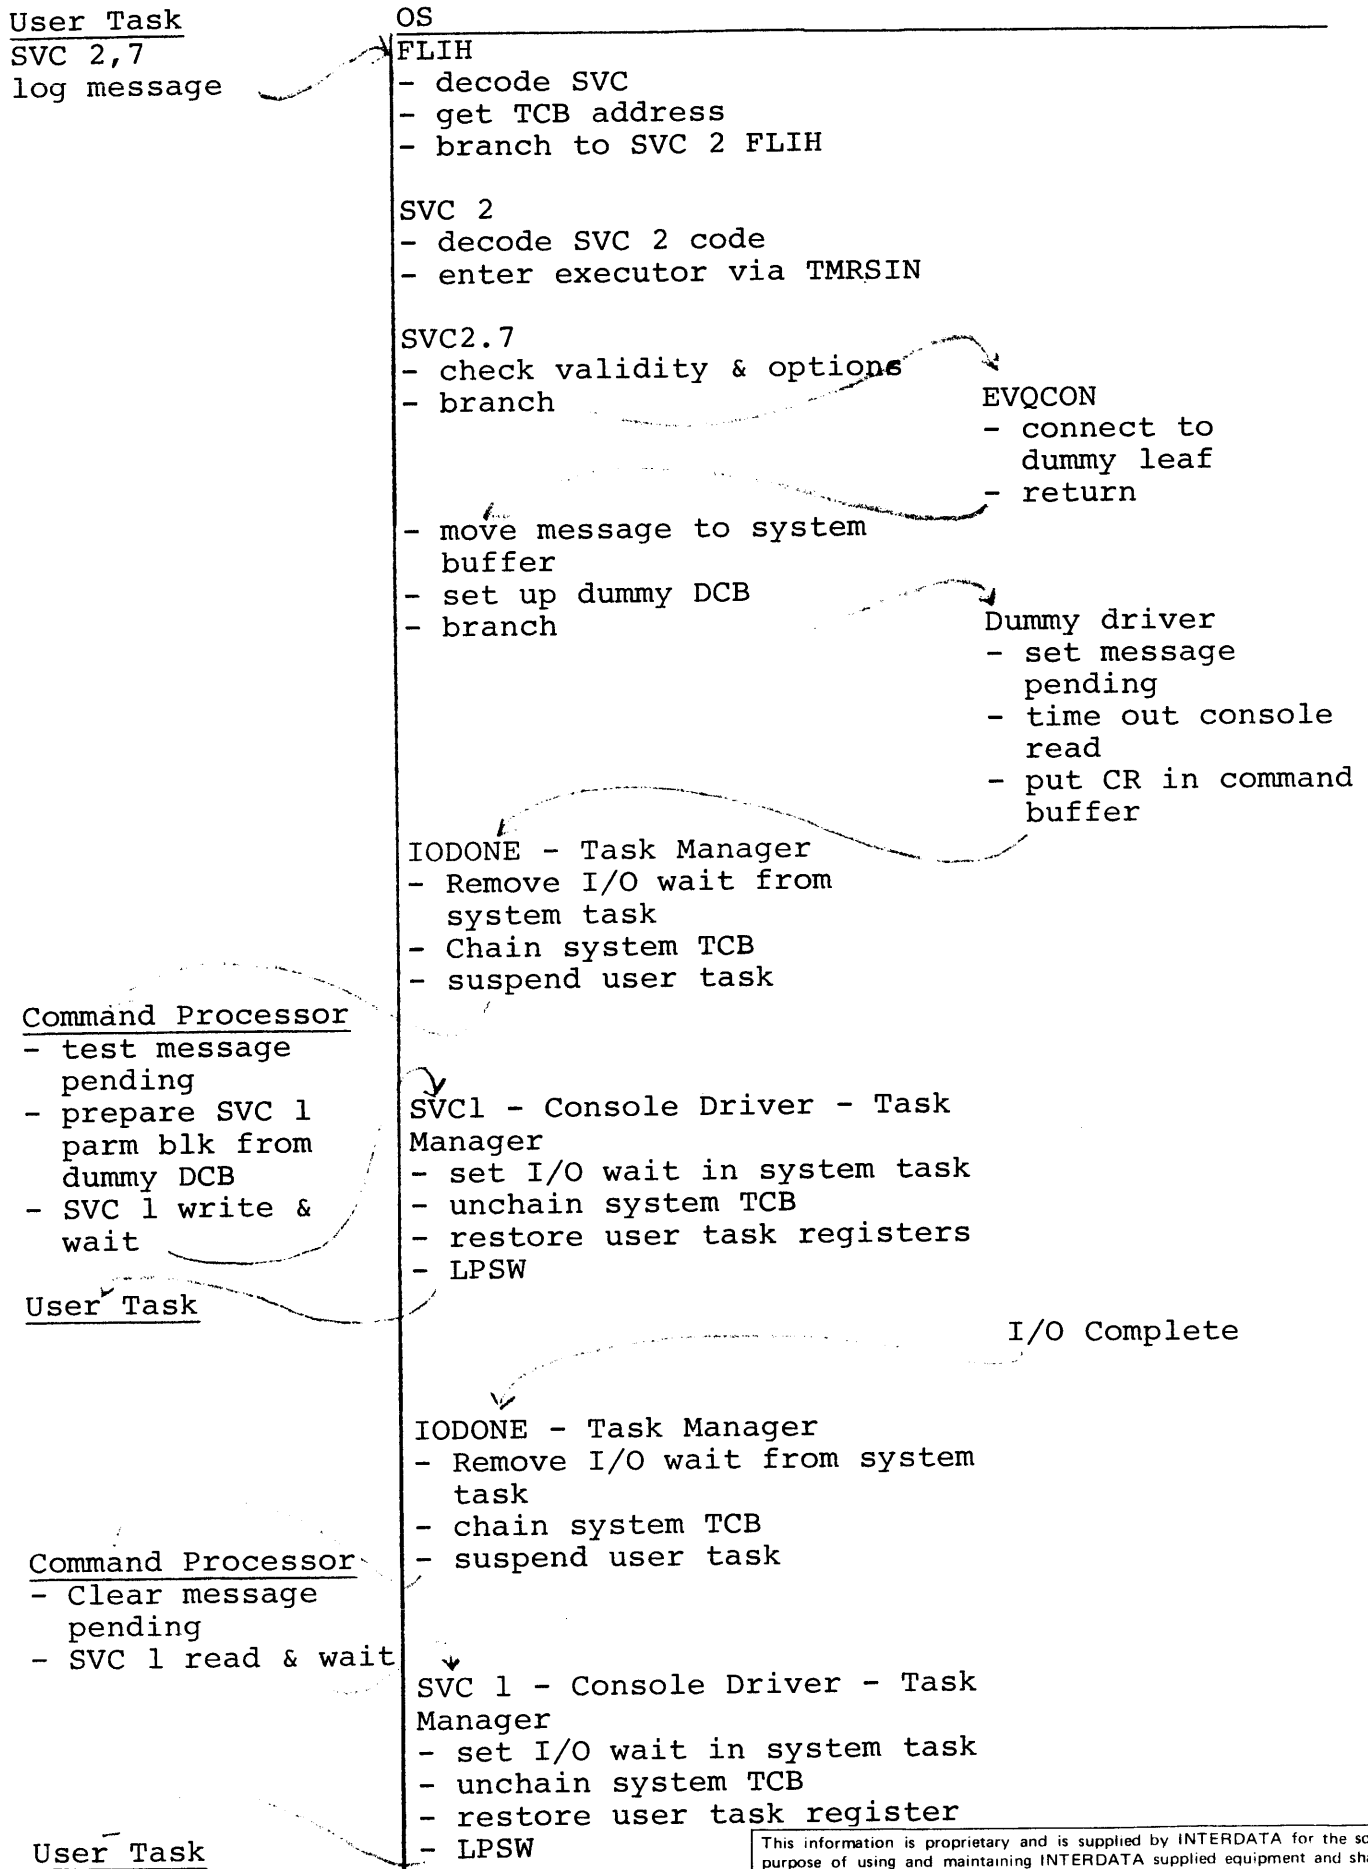 User Task
SVC 2,7
log message
OS
FLIH
- decode SVC
- get TCB address
- branch to SVC 2 FLIH
SVC 2
- decode SVC 2 code
- enter executor via TMRSIN
SVC2.7
- check validity & options
- branch
EVQCON
- connect to
dummy leaf
- return
- move message to system
buffer
- set up dummy DCB
- branch
Dummy driver
- set message
pending
- time out console
read
- put CR in command
buffer
IODONE - Task Manager
- Remove I/O wait from
system task
- Chain system TCB
- suspend user task
Command Processor
- test message
pending
- prepare SVC 1
parm blk from
dummy DCB
- SVC 1 write &
wait
SVC1 - Console Driver - Task
Manager
- set I/O wait in system task
- unchain system TCB
- restore user task registers
- LPSW
User Task
I/O Complete
IODONE - Task Manager
- Remove I/O wait from system
task
- chain system TCB
- suspend user task
Command Processor
- Clear message
pending
- SVC 1 read & wait
SVC 1 - Console Driver - Task
Manager
- set I/O wait in system task
- unchain system TCB
- restore user task register
- LPSW
User Task
This information is proprietary and is supplied by INTERDATA for the
purpose of using and maintaining INTERDATA supplied equipment and